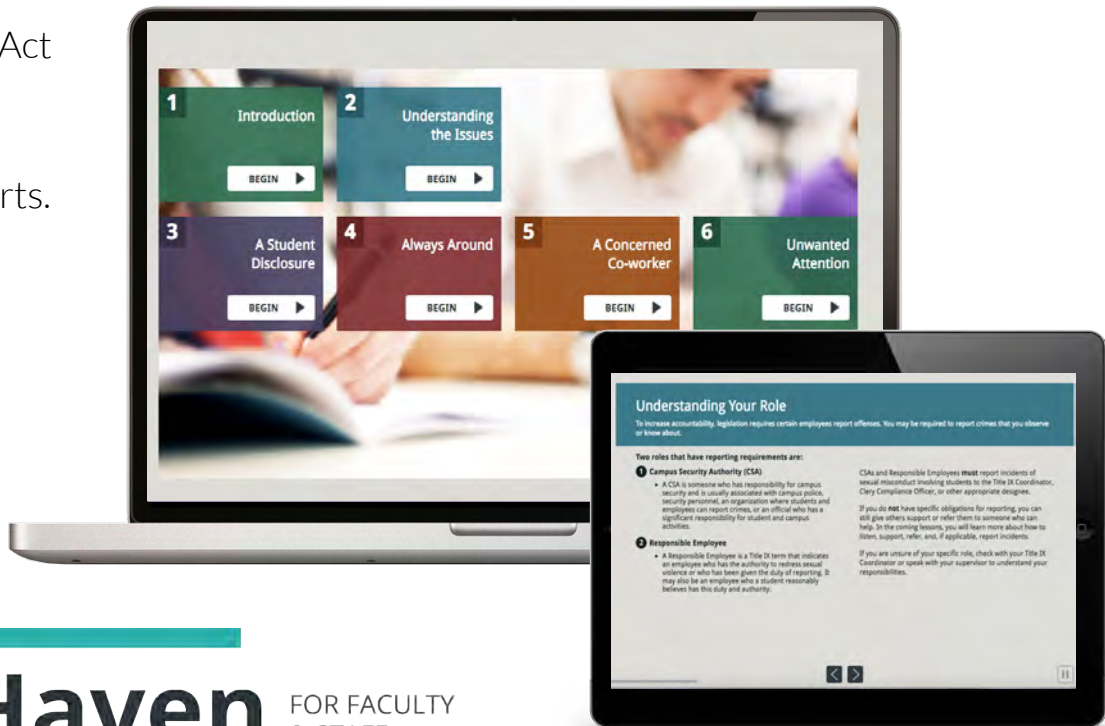 Act
rts.
1
Introduction
BEGIN
2
Understanding
the Issues
BEGIN
3
A Student
Disclosure
BEGIN
4
Always Around
BEGIN
5
A Concerned
Co-worker
BEGIN
6
Unwanted
Attention
BEGIN
Understanding Your Role
To increase accountability, legislation requires certain employees report offenses. You may be required to report crimes that you observe
or know about.
Two roles that have reporting requirements are:
1 Campus Security Authority (CSA)
• A CSA is someone who has responsibility for campus
security and is usually associated with campus police,
security personnel, an organization where students and
employees can report crimes, or an official who has a
significant responsibility for student and campus
activities.
2 Responsible Employee
• A Responsible Employee is a Title IX term that indicates
an employee who has the authority to redress sexual
violence or who has been given the duty of reporting. It
may also be an employee who a student reasonably
believes has this duty and authority.
CSAs and Responsible Employees must report incidents of
sexual misconduct involving students to the Title IX Coordinator,
Clery Compliance Officer, or other appropriate designee.
If you do not have specific obligations for reporting, you can
still give others support or refer them to someone who can
help. In the coming lessons, you will learn more about how to
listen, support, refer, and, if applicable, report incidents.
If you are unsure of your specific role, check with your Title IX
Coordinator or speak with your supervisor to understand your
responsibilities.
Haven
FOR FACULTY
& STAFF